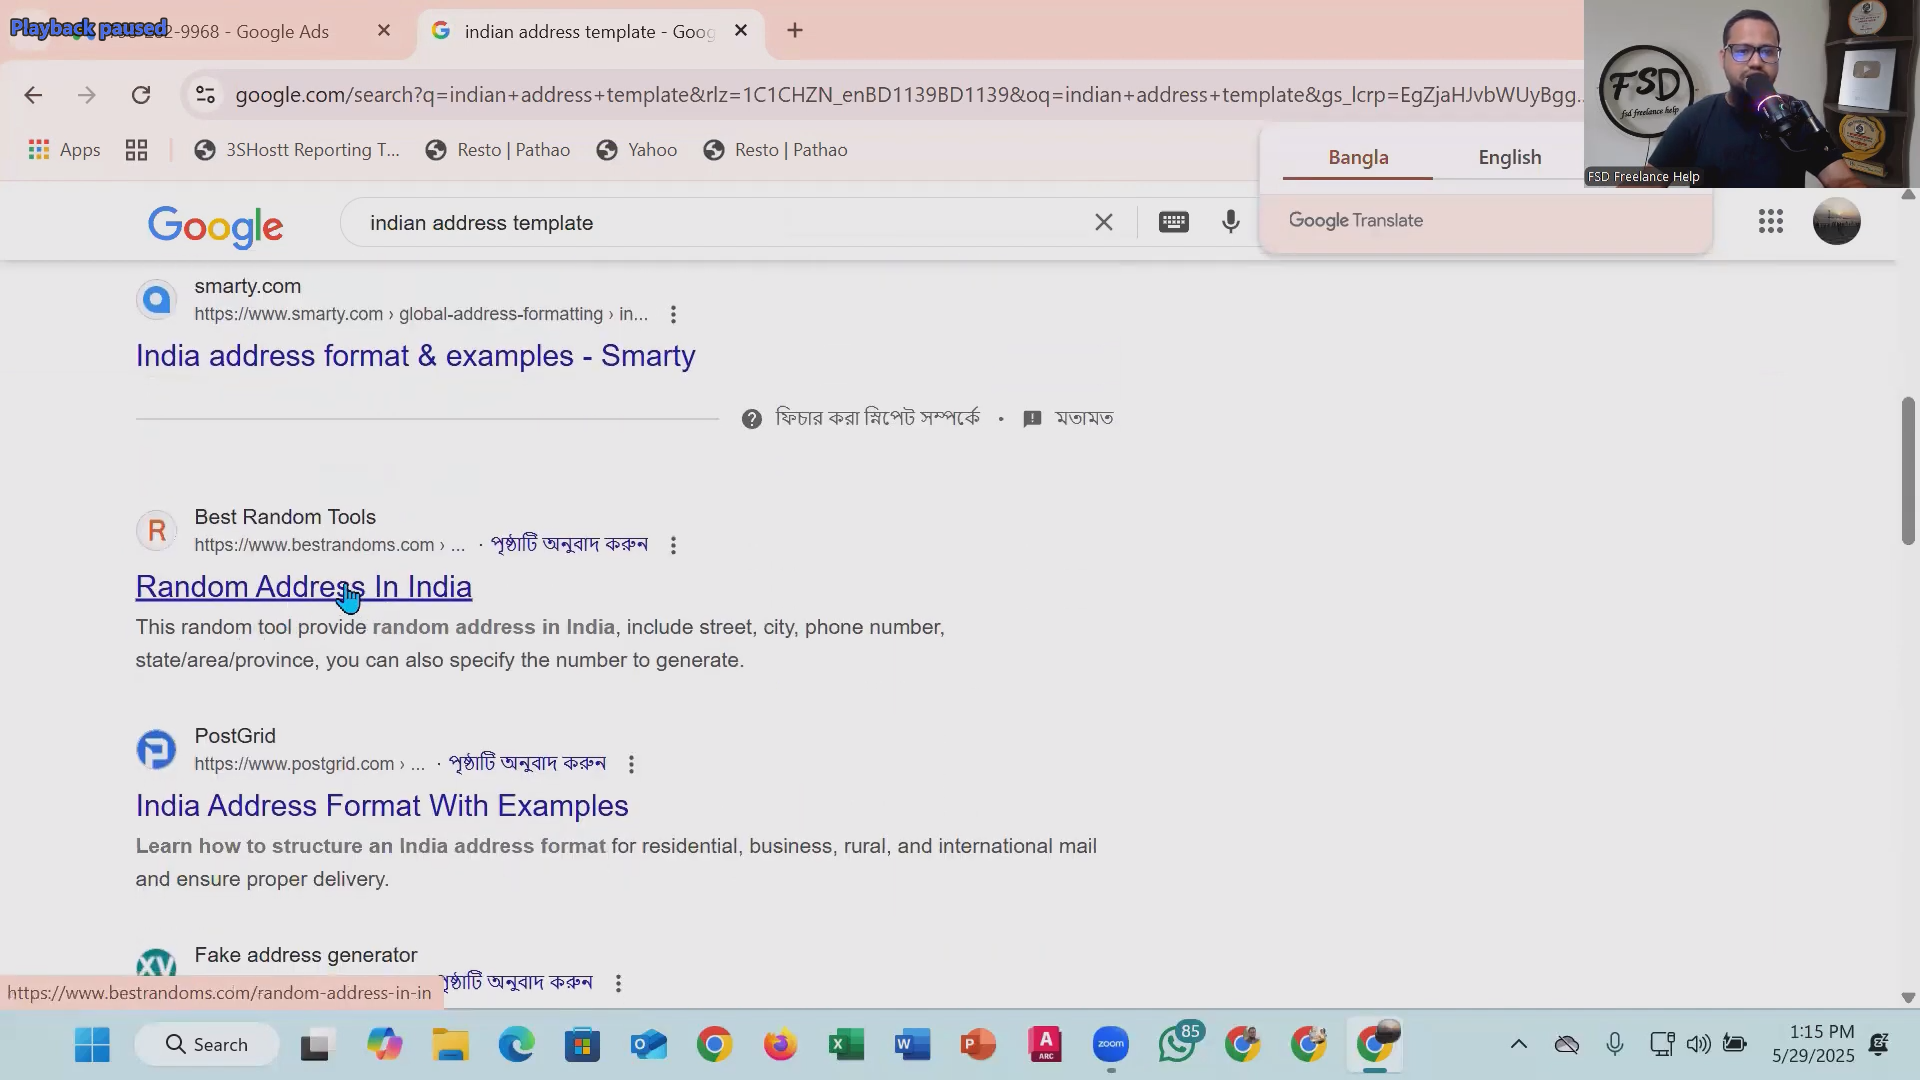 Playback paused
2-9968 - Google Ads
indian address template - Goog
google.com/search?q=indian+address+template&rlz=1C1CHZN_enBD1139BD1139&oq=indian+address+template&gs_lcrp=EgZjaHJvbWUyBgg...
Apps
3SHostt Reporting T...
Resto | Pathao
Yahoo
Resto | Pathao
Bangla
English
Google Translate
FSD
fsd freelance help
FSD Freelance Help
Google
indian address template
smarty.com
https://www.smarty.com › global-address-formatting › in...
India address format & examples - Smarty
ফিচার করা স্নিপেট সম্পর্কে • মতামত
Best Random Tools
https://www.bestrandoms.com › ... · পৃষ্ঠাটি অনুবাদ করুন
Random Address In India
This random tool provide random address in India, include street, city, phone number,
state/area/province, you can also specify the number to generate.
PostGrid
https://www.postgrid.com › ... · পৃষ্ঠাটি অনুবাদ করুন
India Address Format With Examples
Learn how to structure an India address format for residential, business, rural, and international mail
and ensure proper delivery.
Fake address generator
পৃষ্ঠাটি অনুবাদ করুন
https://www.bestrandoms.com/random-address-in-in
Search
zoom
85
1:15 PM
5/29/2025